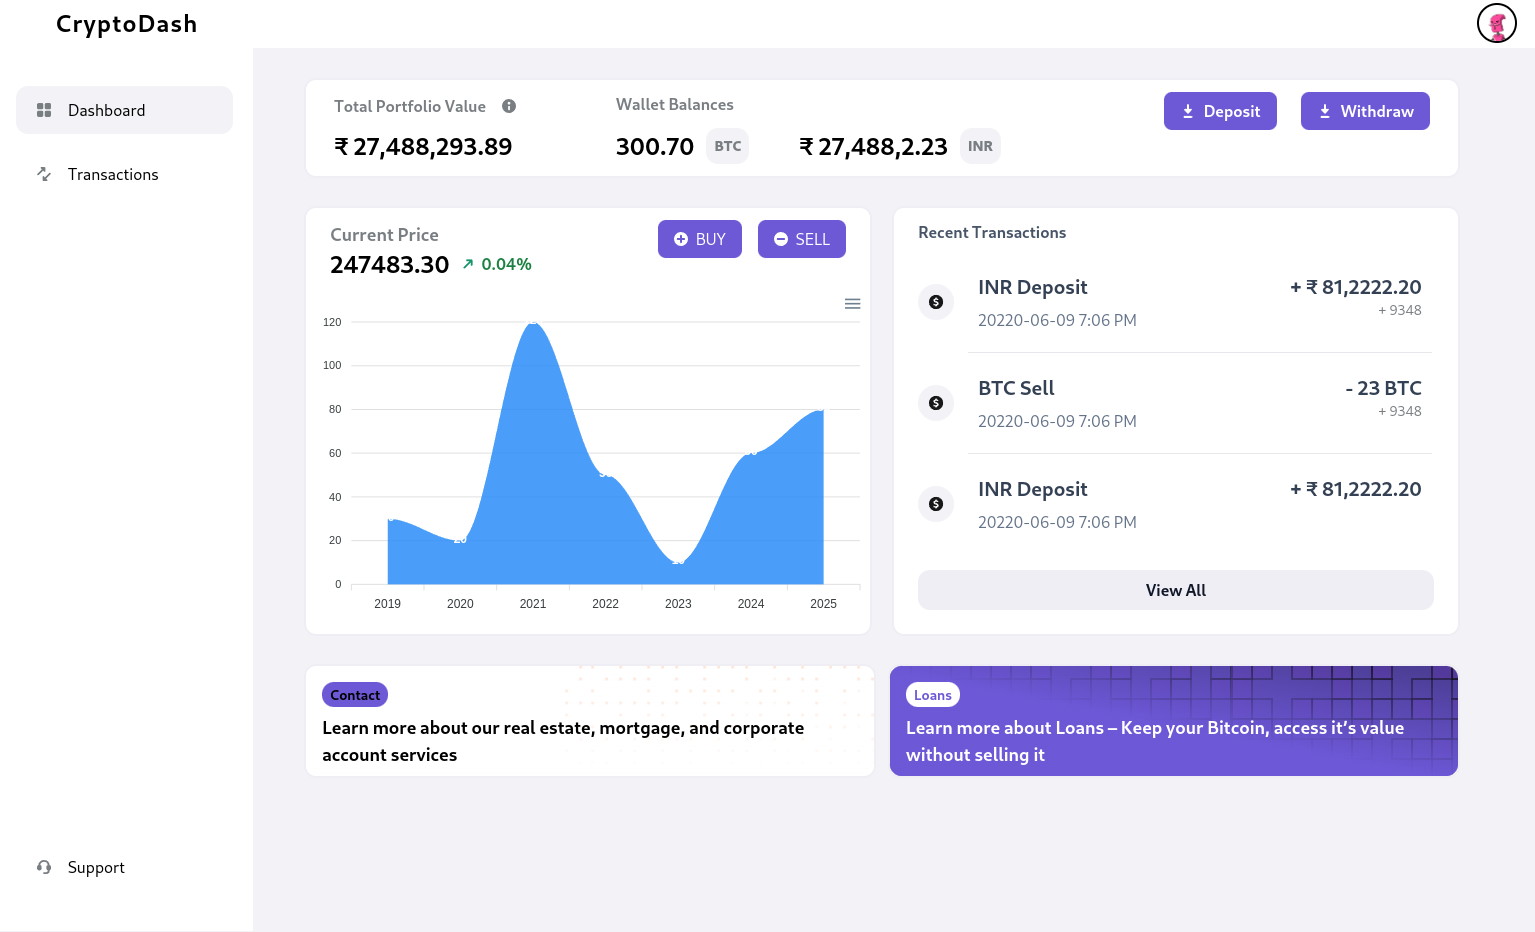 CryptoDash
Dashboard
Transactions
Support
Total Portfolio Value
₹ 27,488,293.89
Wallet Balances
300.70 BTC
₹ 27,488,2.23 INR
Deposit
Withdraw
Current Price
247483.30 0.04%
BUY
SELL
120
100
80
60
40
20
0
2019 2020 2021 2022 2023 2024 2025
Recent Transactions
INR Deposit + ₹ 81,2222.20
20220-06-09 7:06 PM + 9348
BTC Sell - 23 BTC
20220-06-09 7:06 PM + 9348
INR Deposit + ₹ 81,2222.20
20220-06-09 7:06 PM
View All
Contact
Learn more about our real estate, mortgage, and corporate
account services
Loans
Learn more about Loans – Keep your Bitcoin, access it’s value
without selling it